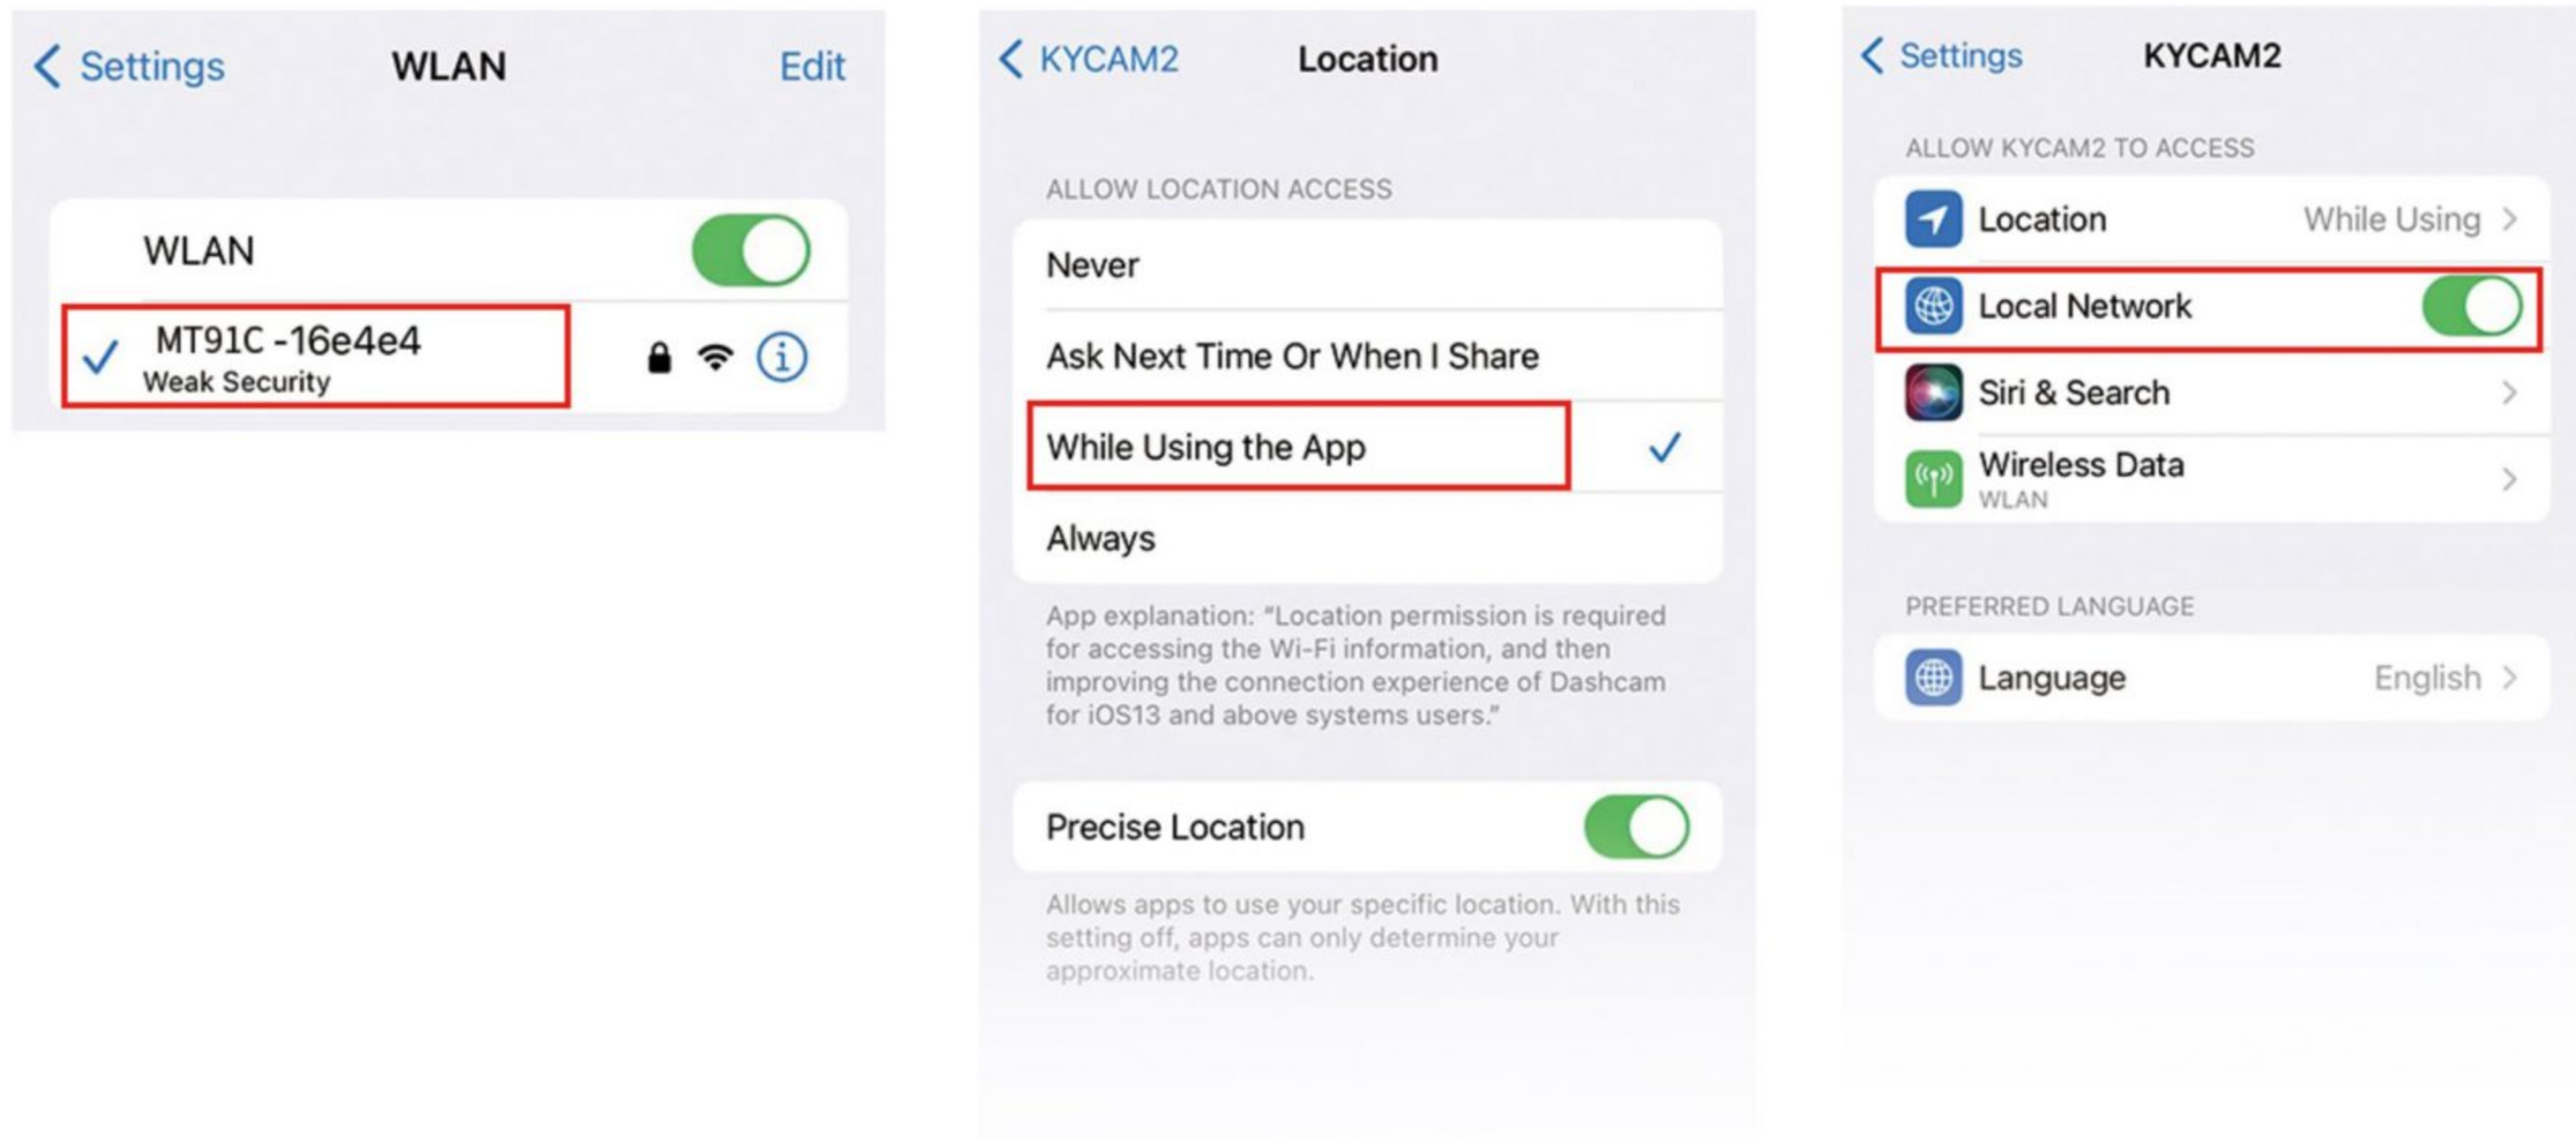 Settings WLAN Edit
WLAN
MT91C -16e4e4
Weak Security
KYCAM2 Location
ALLOW LOCATION ACCESS
Never
Ask Next Time Or When I Share
While Using the App
Always
App explanation: “Location permission is required
for accessing the Wi-Fi information, and then
improving the connection experience of Dashcam
for iOS13 and above systems users.”
Precise Location
Allows apps to use your specific location. With this
setting off, apps can only determine your
approximate location.
Settings KYCAM2
ALLOW KYCAM2 TO ACCESS
Location While Using
Local Network
Siri & Search
Wireless Data
WLAN
PREFERRED LANGUAGE
Language English